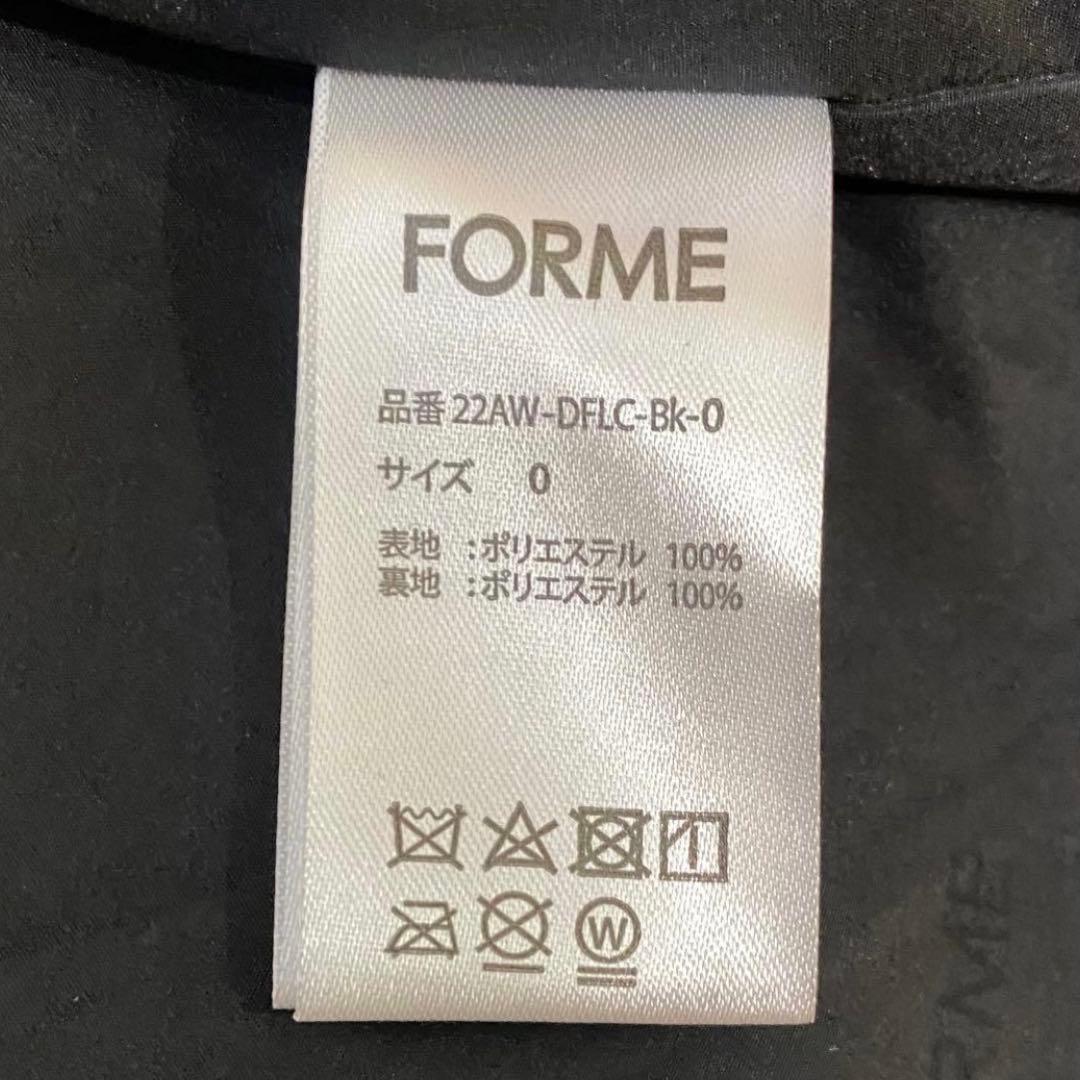 FORME
品番 22AW-DFLC-Bk-0
サイズ 0
表地 :ポリエステル 100%
裏地 :ポリエステル 100%
W